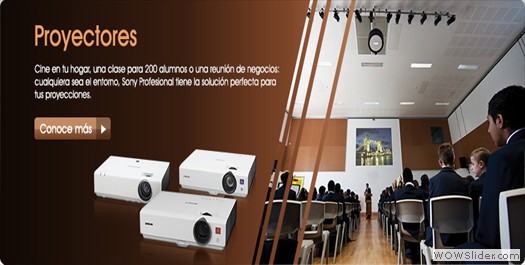 Proyectores
Cine en tu hogar, una clase para 200 alumnos o una reunión de negocios:
cualquiera sea el entorno, Sony Profesional tiene la solución perfecta para
tus proyecciones.
Conoce más
WOWSlider.com